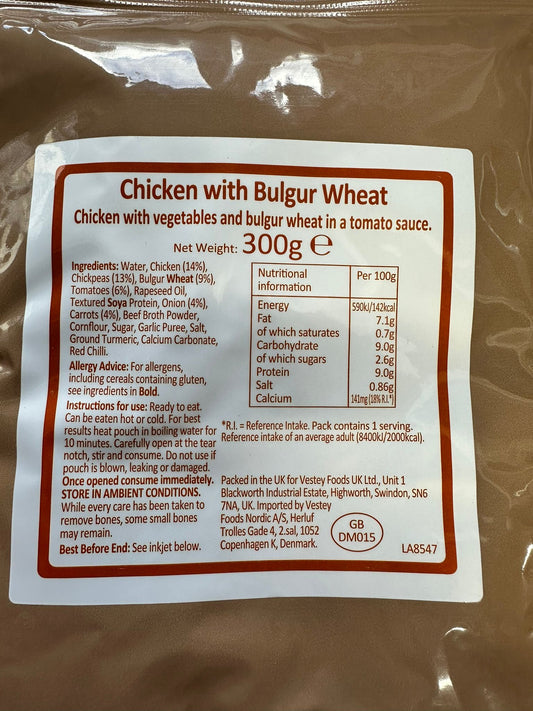 Chicken with Bulgur Wheat
Chicken with vegetables and bulgur wheat in a tomato sauce.
Net Weight: 300g ℮
Ingredients: Water, Chicken (14%),
Chickpeas (13%), Bulgur Wheat (9%),
Tomatoes (6%), Rapeseed Oil,
Textured Soya Protein, Onion (4%),
Carrots (4%), Beef Broth Powder,
Cornflour, Sugar, Garlic Puree, Salt,
Ground Turmeric, Calcium Carbonate,
Red Chilli.
Allergy Advice: For allergens,
including cereals containing gluten,
see ingredients in Bold.
Instructions for use: Ready to eat.
Can be eaten hot or cold. For best
results heat pouch in boiling water for
10 minutes. Carefully open at the tear
notch, stir and consume. Do not use if
pouch is blown, leaking or damaged.
Once opened consume immediately.
STORE IN AMBIENT CONDITIONS.
While every care has been taken to
remove bones, some small bones
may remain.
Best Before End: See inkjet below.
Nutritional information Per 100g
Energy 590kJ/142kcal
Fat 7.1g
of which saturates 0.7g
Carbohydrate 9.0g
of which sugars 2.6g
Protein 9.0g
Salt 0.86g
Calcium 141mg (18% R.I.*)
*R.I. = Reference Intake. Pack contains 1 serving.
Reference intake of an average adult (8400kJ/2000kcal).
Packed in the UK for Vestey Foods UK Ltd., Unit 1
Blackworth Industrial Estate, Highworth, Swindon, SN6
7NA, UK. Imported by Vestey
Foods Nordic A/S, Herluf
Trolles Gade 4, 2.sal, 1052
Copenhagen K, Denmark.
GB
DM015
LA8547